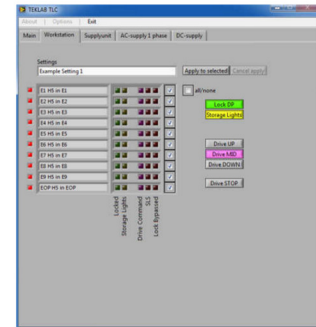 TEKLAB TLC
About Options Exit
Main Workstation Supplyunit AC-supply 1 phase DC-supply
Settings
Example Setting 1 Apply to selected Cancel apply
E1 HS in E2 all/none
E2 HS in E3 Lock DF
E3 HS in E4 Storage Lights
E4 HS in E5
E5 HS in E5
E6 HS in E6 Drive UP
E7 HS in E7 Drive MID
E8 HS in E8 Drive DOWN
E9 HS in E9
EOP HS in EOP Drive STOP
Locked
Storage Lights
Drive Command
SLS
Lock Bypassed